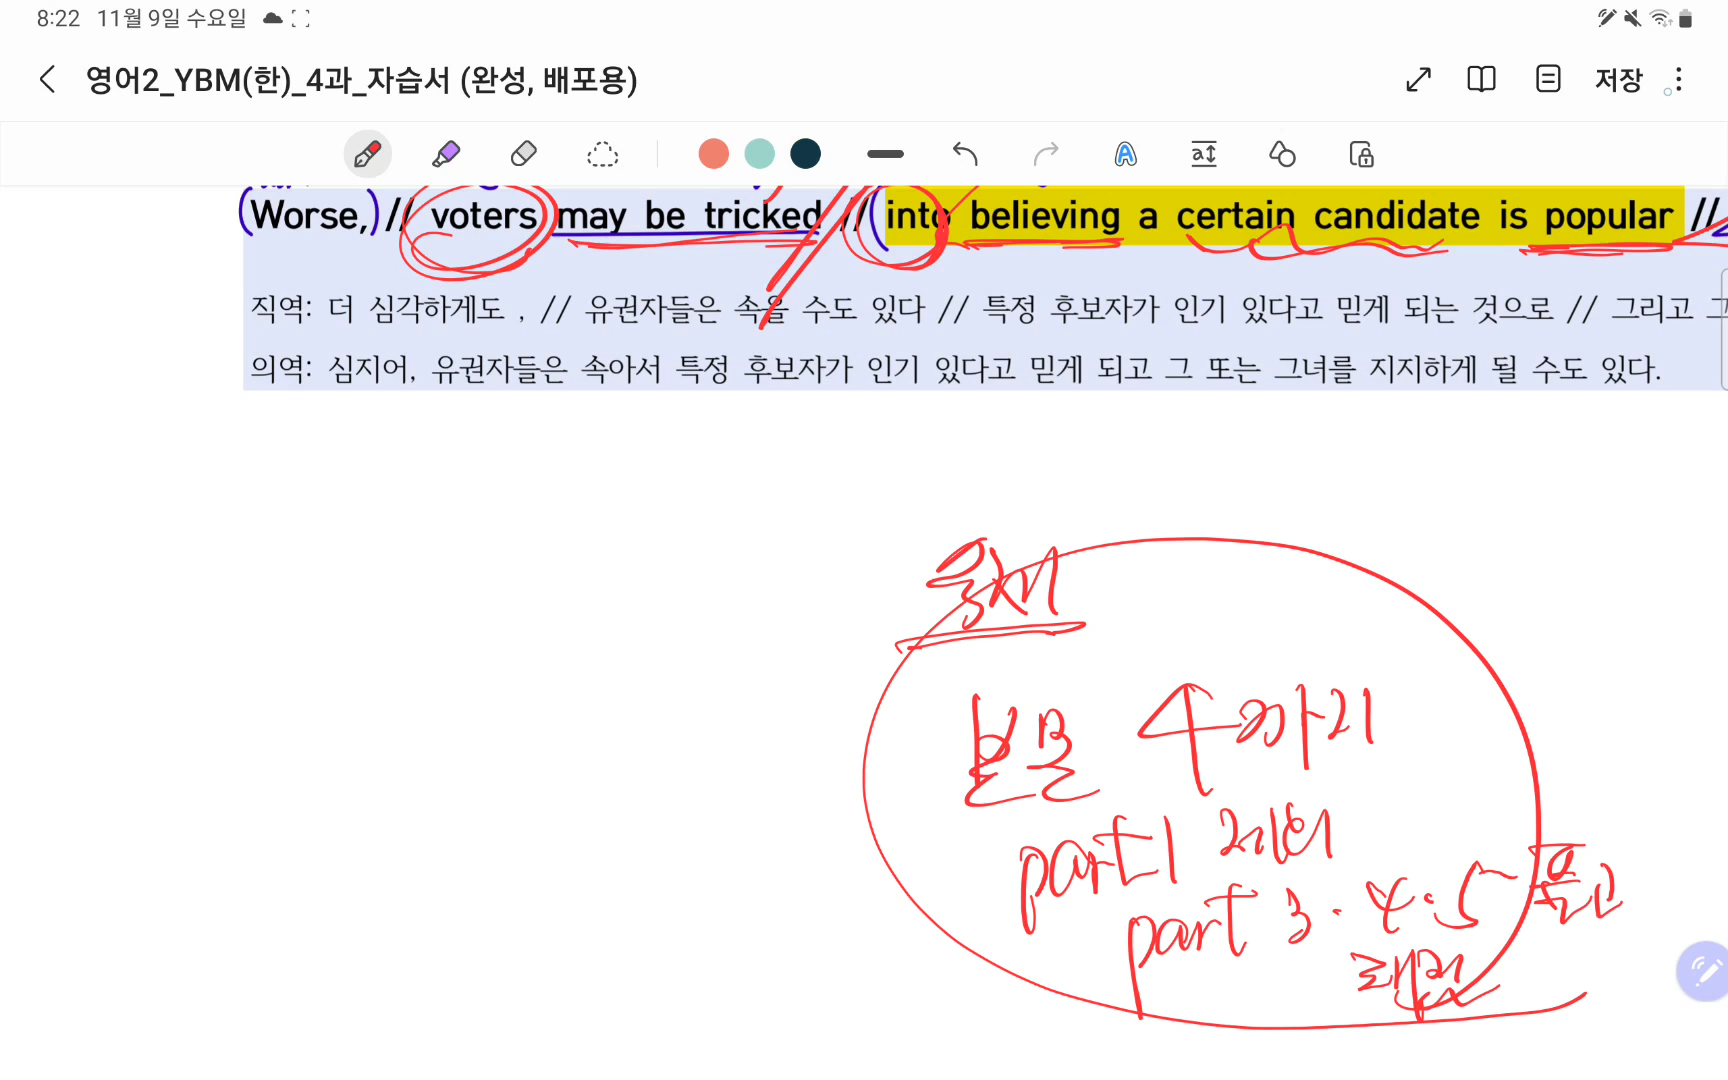 8:22 11월 9일 수요일
영어2_YBM(한)_4과_자습서 (완성, 배포용)
저장
(Worse,) // voters may be tricked // (into believing a certain candidate is popular //
직역: 더 심각하게도 , // 유권자들은 속을 수도 있다 // 특정 후보자가 인기 있다고 믿게 되는 것으로 // 그리고 그
의역: 심지어, 유권자들은 속아서 특정 후보자가 인기 있다고 믿게 되고 그 또는 그녀를 지지하게 될 수도 있다.
숙제
본문 수까지
part1
part 3. 4. 5 풀고